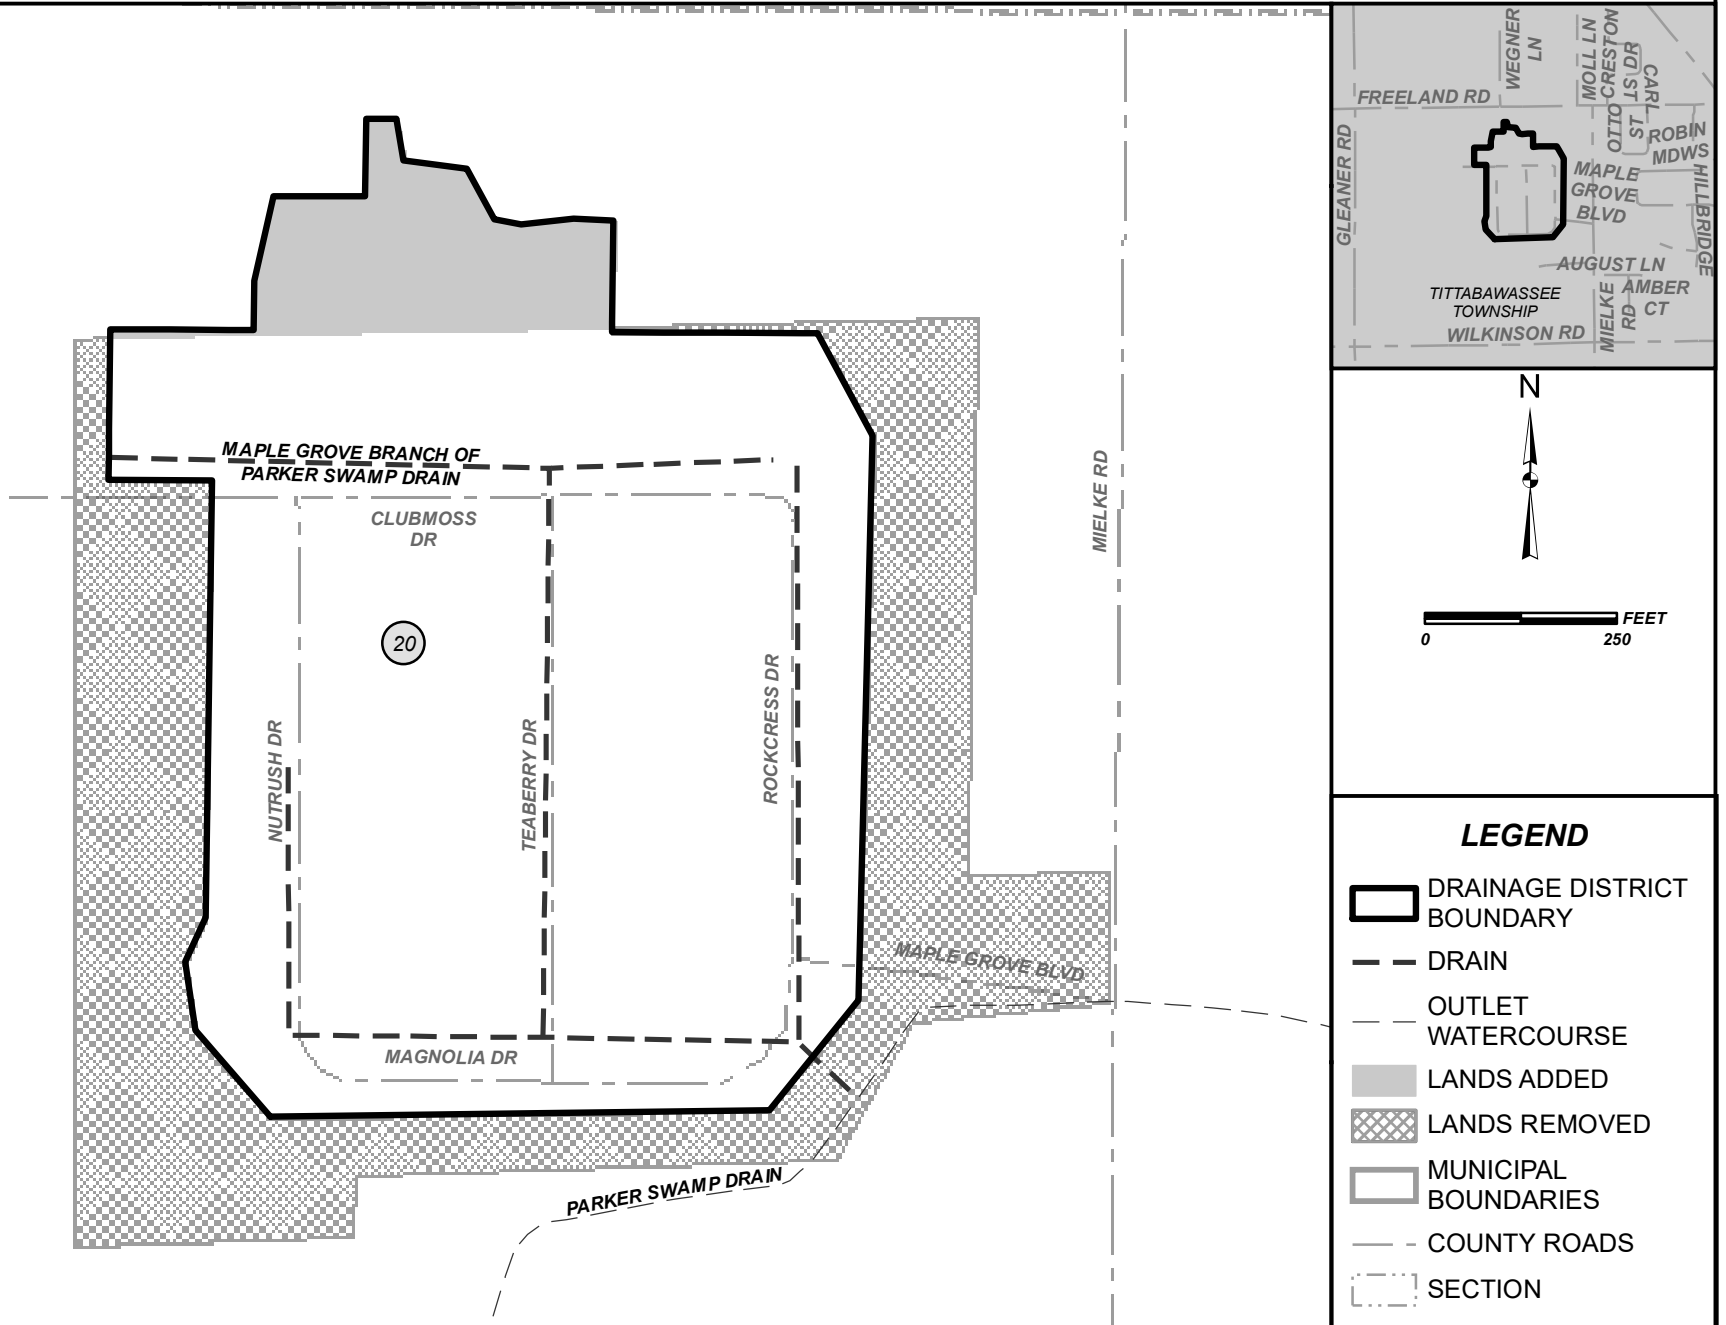 MAPLE GROVE BRANCH OF
PARKER SWAMP DRAIN
CLUBMOSS
DR
20
NUTRUSH DR
TEABERRY DR
ROCKCRESS DR
MIELKE RD
MAPLE GROVE BLVD
MAGNOLIA DR
PARKER SWAMP DRAIN
WEGNER
LN
MOLL LN
CRESTON
DR
OTTO ST
CARL
ST
FREELAND RD
GLEANER RD
ROBIN
MDWS
MAPLE
GROVE
BLVD
HILLBRIDGE
AUGUST LN
AMBER
CT
TITTABAWASSEE
TOWNSHIP
MIELKE
RD
WILKINSON RD
N
FEET
0
250
LEGEND
DRAINAGE DISTRICT
BOUNDARY
DRAIN
OUTLET
WATERCOURSE
LANDS ADDED
LANDS REMOVED
MUNICIPAL
BOUNDARIES
COUNTY ROADS
SECTION